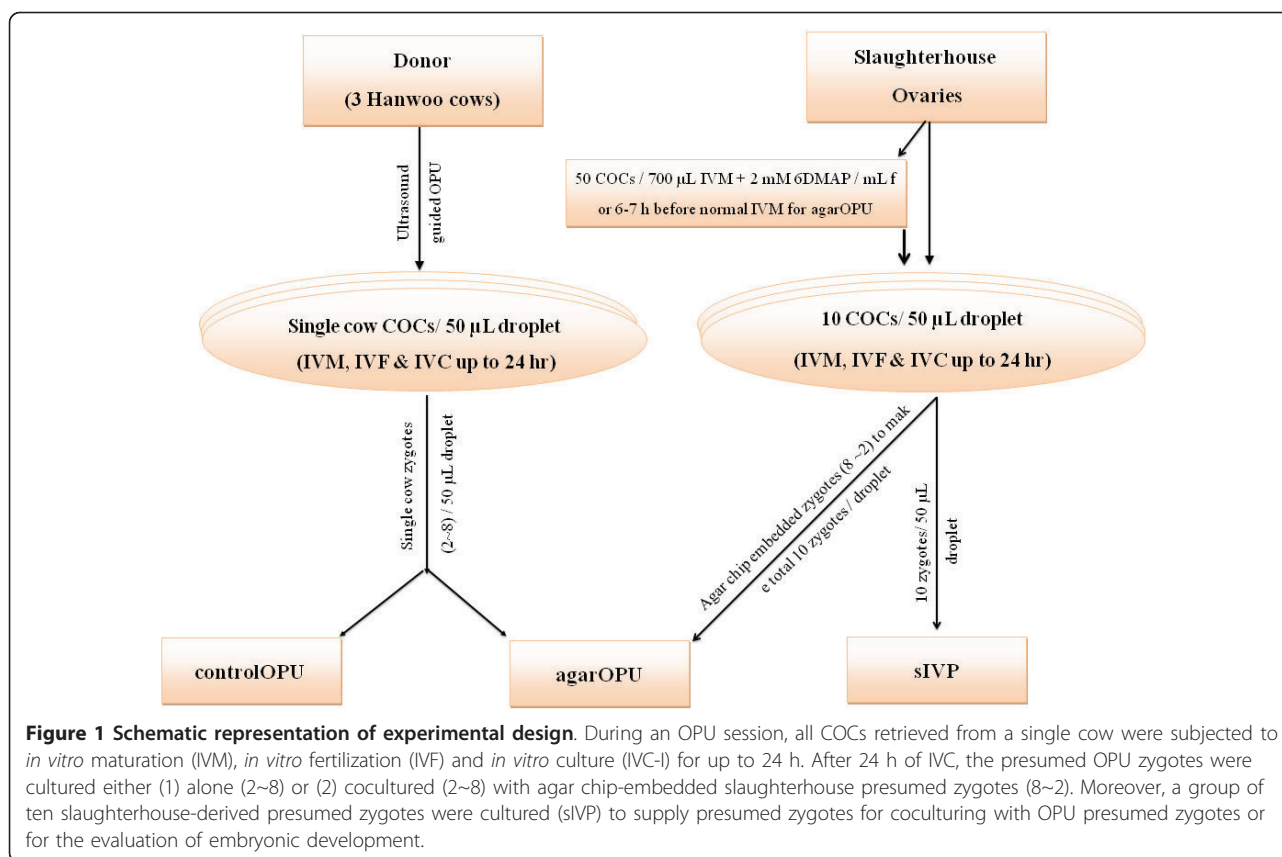 Donor
(3 Hanwoo cows)
Slaughterhouse
Ovaries
Ultrasound
guided OPU
50 COCs / 700 µL IVM + 2 mM 6DMAP / mL f
or 6-7 h before normal IVM for agarOPU
Single cow COCs/ 50 µL droplet
(IVM, IVF & IVC up to 24 hr)
10 COCs/ 50 µL droplet
(IVM, IVF & IVC up to 24 hr)
Single cow zygotes
(2~8) / 50 µL droplet
Agar chip embedded zygotes (8 ~2) to mak
e total 10 zygotes / droplet
10 zygotes/ 50 µL
droplet
controlOPU
agarOPU
sIVP
Figure 1 Schematic representation of experimental design. During an OPU session, all COCs retrieved from a single cow were subjected to
in vitro maturation (IVM), in vitro fertilization (IVF) and in vitro culture (IVC-I) for up to 24 h. After 24 h of IVC, the presumed OPU zygotes were
cultured either (1) alone (2~8) or (2) cocultured (2~8) with agar chip-embedded slaughterhouse presumed zygotes (8~2). Moreover, a group of
ten slaughterhouse-derived presumed zygotes were cultured (sIVP) to supply presumed zygotes for coculturing with OPU presumed zygotes or
for the evaluation of embryonic development.